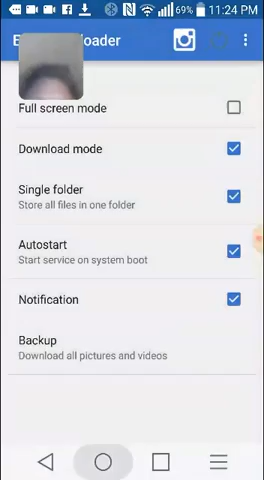 69% 11:24 PM
loader
Full screen mode
Download mode
Single folder
Store all files in one folder
Autostart
Start service on system boot
Notification
Backup
Download all pictures and videos